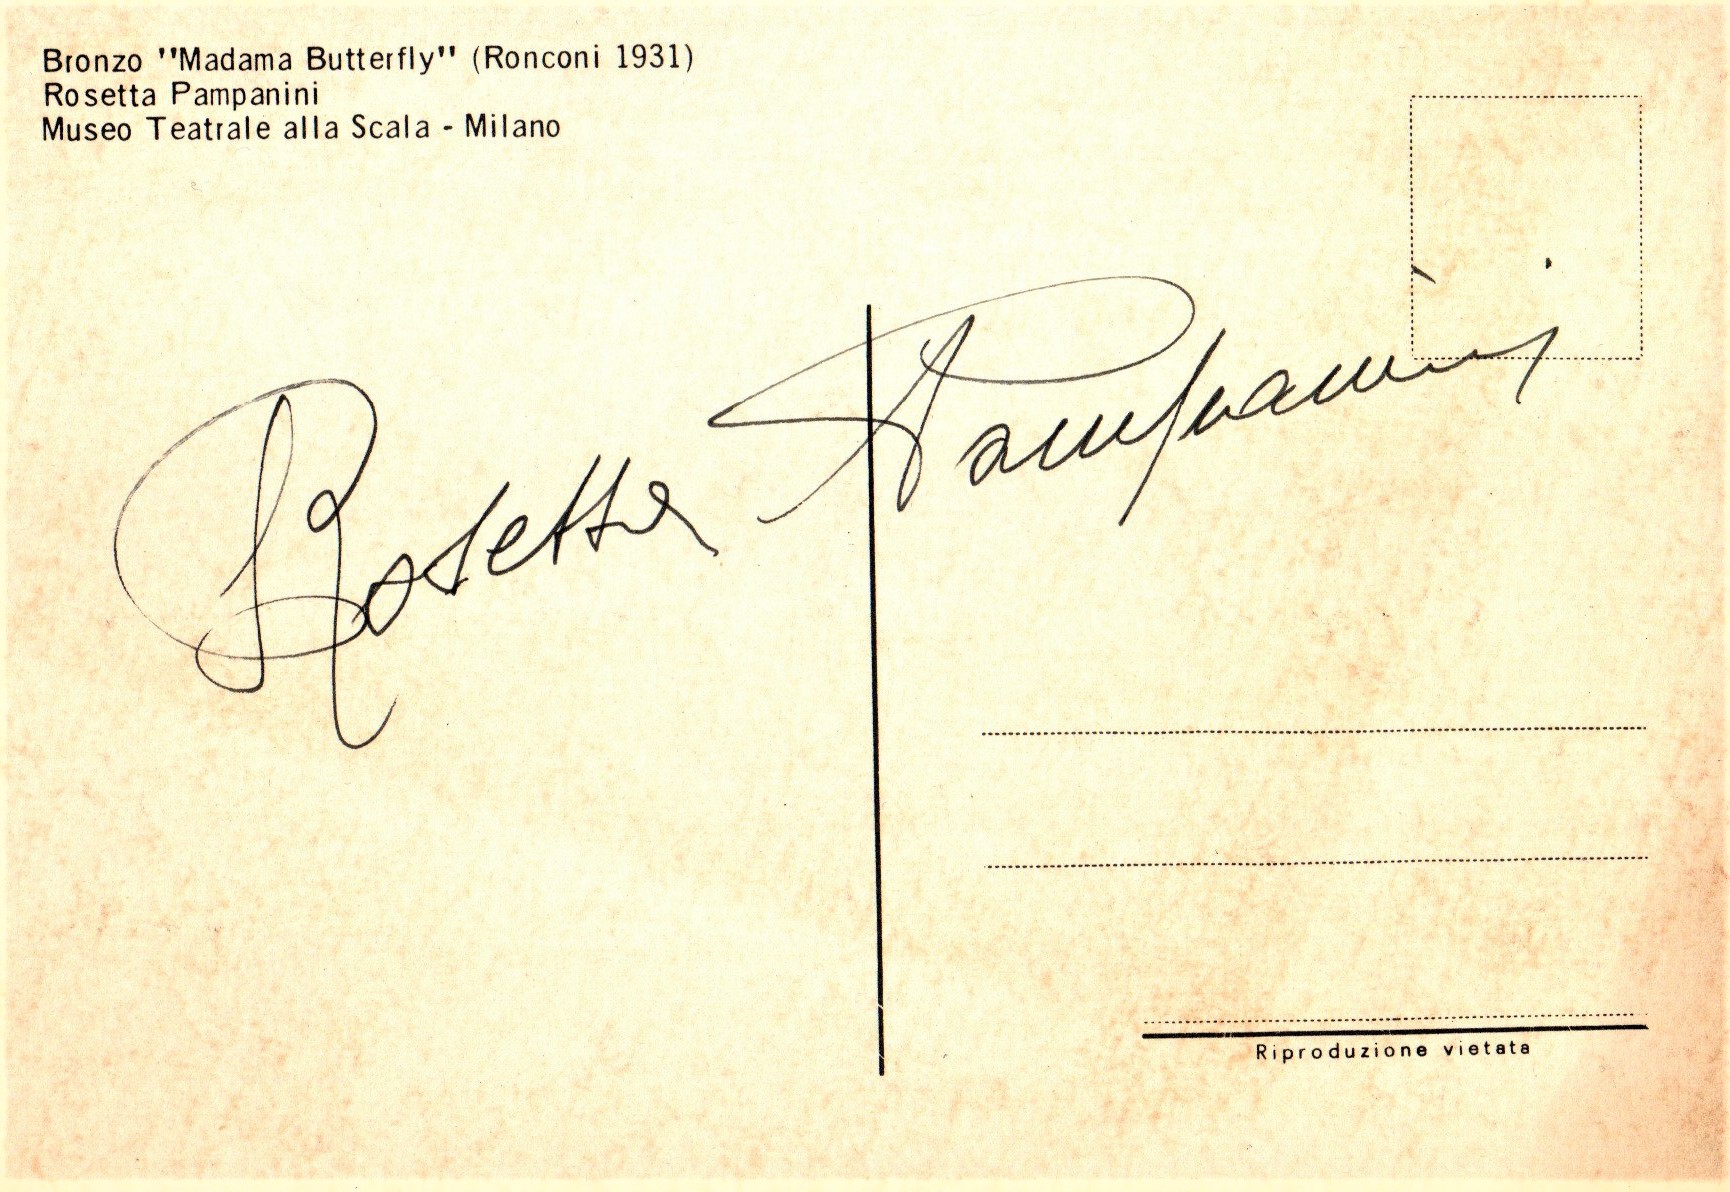 Bronzo "Madama Butterfly" (Ronconi 1931)
Rosetta Pampanini
Museo Teatrale alla Scala - Milano
Rosetta Pampanini
Riproduzione vietata